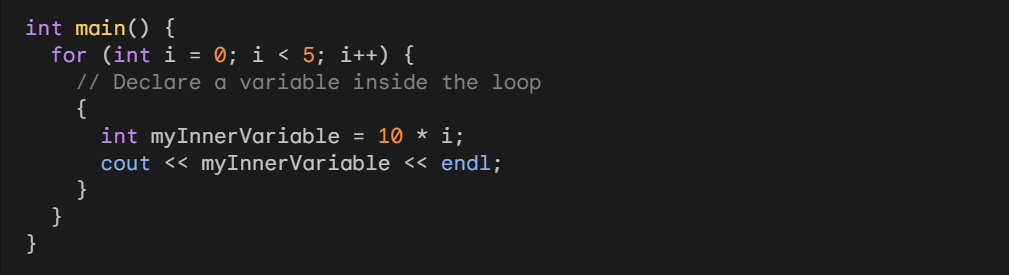 int main() {
  for (int i = 0; i < 5; i++) {
    // Declare a variable inside the loop
    {
      int myInnerVariable = 10 * i;
      cout << myInnerVariable << endl;
    }
  }
}